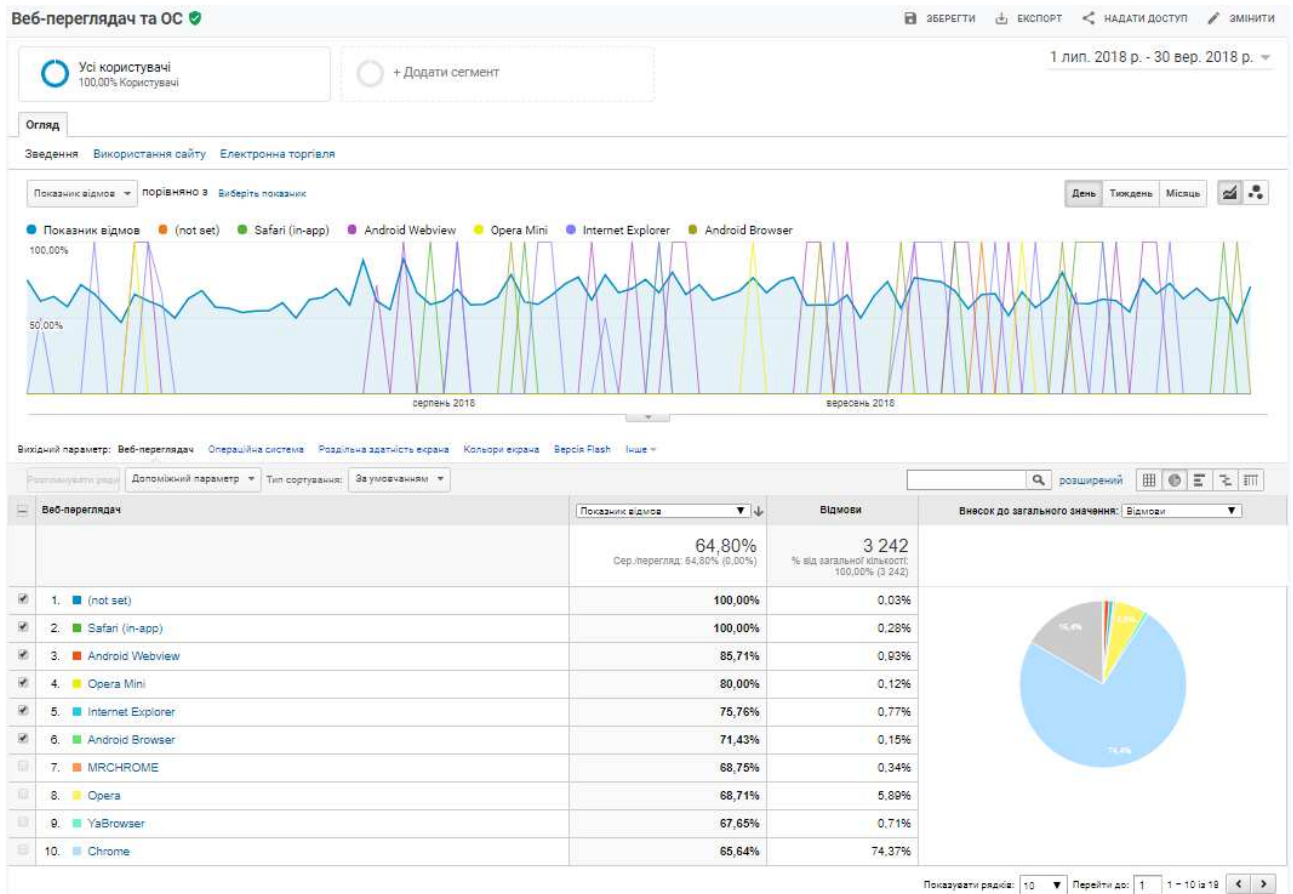 Веб-переглядач та ОС
ЗБЕРЕГТИ ЕКСПОРТ НАДАТИ ДОСТУП ЗМІНИТИ
Усі користувачі
100,00% Користувачі
+ Додати сегмент
1 лип. 2018 р. - 30 вер. 2018 р.
Огляд
Зведення Використання сайту Електронна торгівля
Показник відмов порівняно з Виберіть показник
День Тиждень Місяць
Показник відмов (not set) Safari (in-app) Android Webview Opera Mini Internet Explorer Android Browser
100,00%
50,00%
серпень 2018 вересень 2018
Вихідний параметр: Веб-переглядач Операційна система Роздільна здатність екрана Кольори екрана Версія Flash Інше
Розпланувати ряди Допоміжний параметр Тип сортування: За умовчанням розширений
Веб-переглядач Показник відмов Відмови Внесок до загального значення: Відмови
64,80% 3 242
Сер./перегляд: 64,80% (0,00%) % від загальної кількості: 100,00% (3 242)
1. (not set) 100,00% 0,03%
2. Safari (in-app) 100,00% 0,28%
3. Android Webview 85,71% 0,93%
4. Opera Mini 80,00% 0,12%
5. Internet Explorer 75,76% 0,77%
6. Android Browser 71,43% 0,15%
7. MRCHROME 68,75% 0,34%
8. Opera 68,71% 5,89%
9. YaBrowser 67,65% 0,71%
10. Chrome 65,64% 74,37%
74,4%
Показувати рядків: 10 Перейти до: 1 1 – 10 із 19